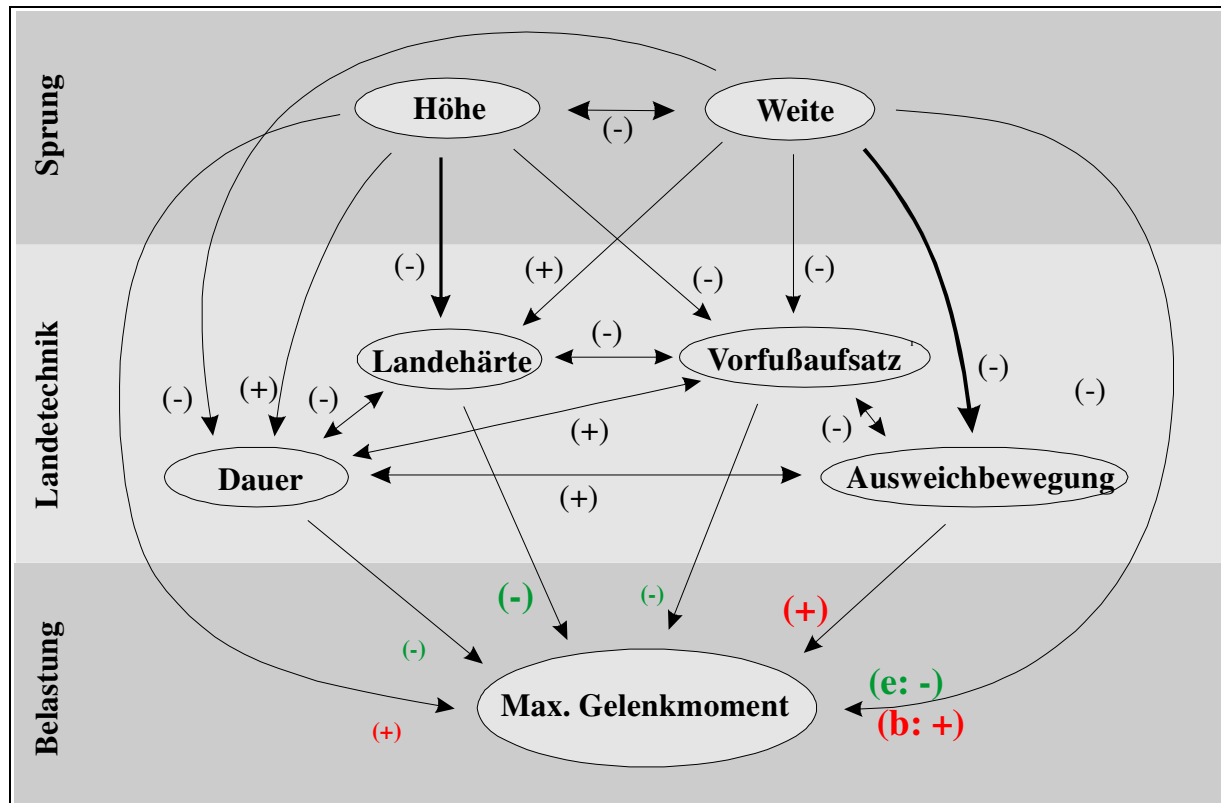 Sprung
Höhe
Weite
(-)
Landetechnik
(-)
(+)
(-)
(-)
Landehärte
(-)
Vorfußaufsatz
(-)
(+)
(-)
(-)
(-)
(+)
(-)
Dauer
(+)
Ausweichbewegung
Belastung
(-)
(-)
(+)
(-)
(e: -)
Max. Gelenkmoment
(+)
(b: +)